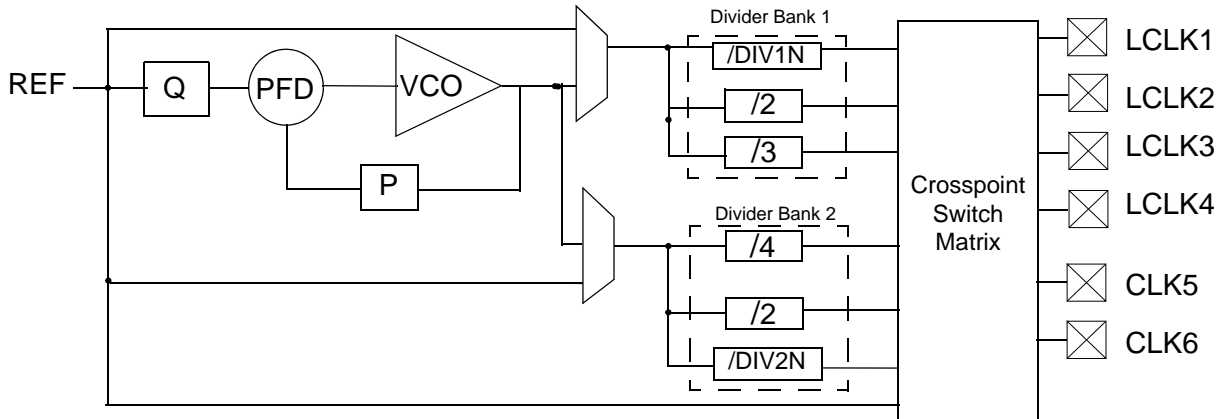 Divider Bank 1
/DIV1N
/2
/3
REF
Q
PFD
VCO
P
Divider Bank 2
/4
/2
/DIV2N
Crosspoint
Switch
Matrix
LCLK1
LCLK2
LCLK3
LCLK4
CLK5
CLK6